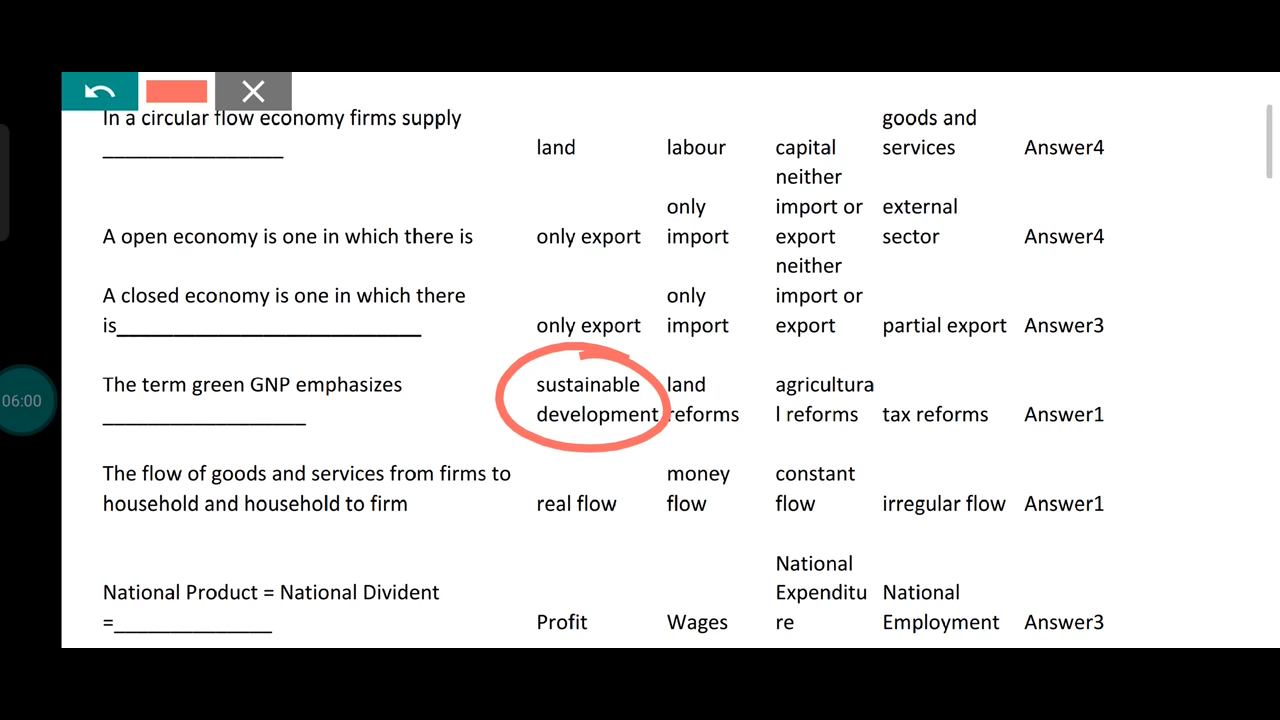 In a circular flow economy firms supply goods and
________________ land labour capital services Answer4
neither
only import or external
A open economy is one in which there is only export import export sector Answer4
neither
A closed economy is one in which there only import or
is___________________________ only export import export partial export Answer3
The term green GNP emphasizes sustainable land agricultura
__________________ development reforms l reforms tax reforms Answer1
The flow of goods and services from firms to money constant
household and household to firm real flow flow flow irregular flow Answer1
National
National Product = National Divident Expenditu National
=______________ Profit Wages re Employment Answer3
06:00